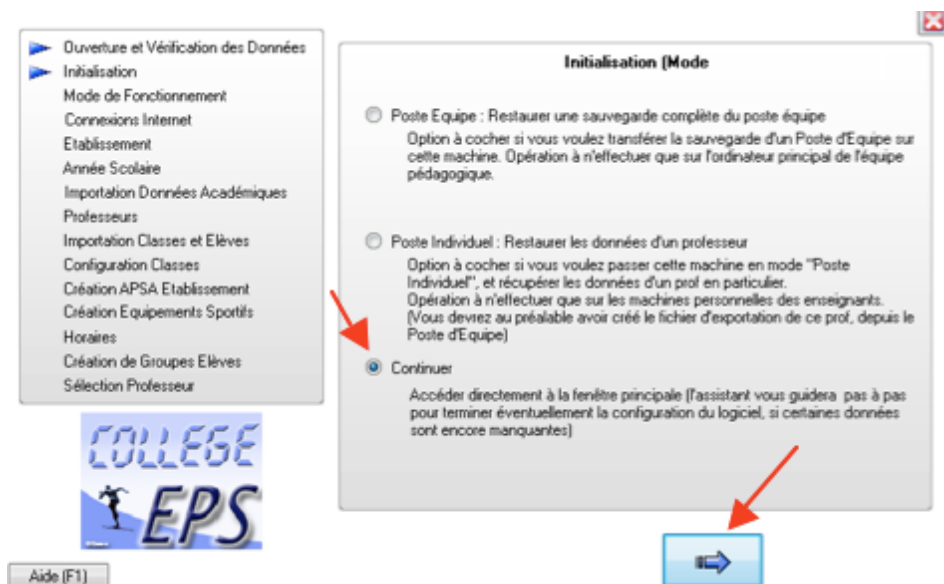 Ouverture et Vérification des Données
Initialisation
Mode de Fonctionnement
Connexions Internet
Etablissement
Année Scolaire
Importation Données Académiques
Professeurs
Importation Classes et Elèves
Configuration Classes
Création APSA Etablissement
Création Equipements Sportifs
Horaires
Création de Groupes Elèves
Sélection Professeur
COLLEGE
EPS
Aide (F1)
Initialisation (Mode
Poste Equipe : Restaurer une sauvegarde complète du poste équipe
Option à cocher si vous voulez transférer la sauvegarde d'un Poste d'Equipe sur
cette machine. Opération à n'effectuer que sur l'ordinateur principal de l'équipe
pédagogique.
Poste Individuel : Restaurer les données d'un professeur
Option à cocher si vous voulez passer cette machine en mode "Poste
Individuel", et récupérer les données d'un prof en particulier.
Opération à n'effectuer que sur les machines personnelles des enseignants.
(Vous devrez au préalable avoir créé le fichier d'exportation de ce prof, depuis le
Poste d'Equipe)
Continuer
Accéder directement à la fenêtre principale (l'assistant vous guidera pas à pas
pour terminer éventuellement la configuration du logiciel, si certaines données
sont encore manquantes)